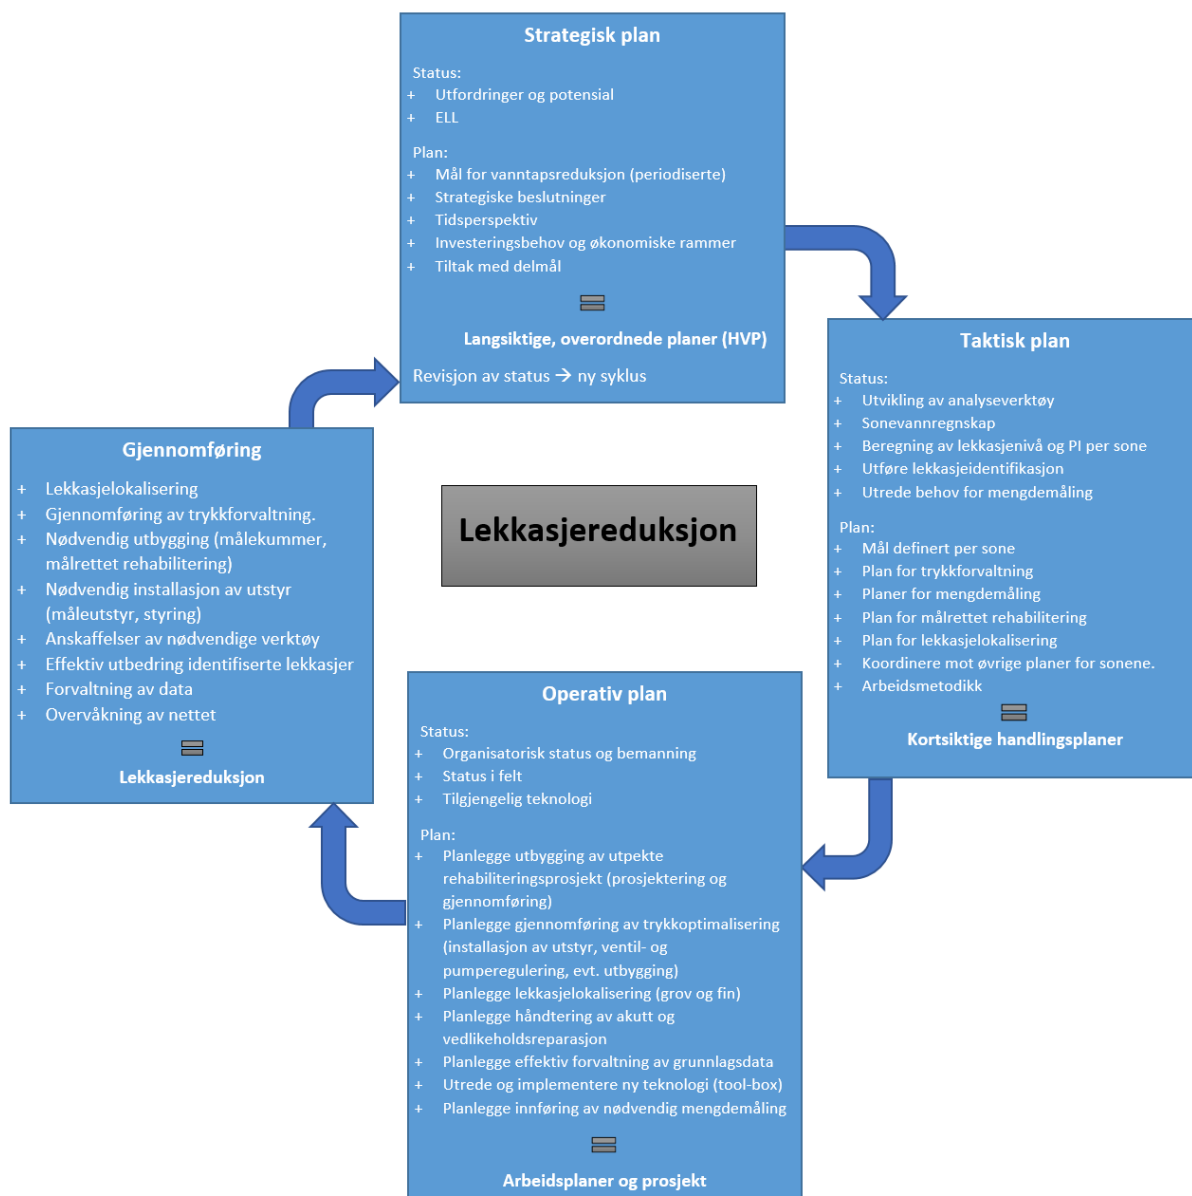 Strategisk plan
Status:
+ Utfordringer og potensial
+ ELL
Plan:
+ Mål for vanntapsreduksjon (periodiserte)
+ Strategiske beslutninger
+ Tidsperspektiv
+ Investeringsbehov og økonomiske rammer
+ Tiltak med delmål
Langsiktige, overordnede planer (HVP)
Revisjon av status → ny syklus
Taktisk plan
Status:
+ Utvikling av analyseverktøy
+ Sonevannregnskap
+ Beregning av lekkasjenivå og PI per sone
+ Utføre lekkasjeidentifikasjon
+ Utrede behov for mengdemåling
Plan:
+ Mål definert per sone
+ Plan for trykkforvaltning
+ Planer for mengdemåling
+ Plan for målrettet rehabilitering
+ Plan for lekkasjelokalisering
+ Koordinere mot øvrige planer for sonene.
+ Arbeidsmetodikk
Kortsiktige handlingsplaner
Operativ plan
Status:
+ Organisatorisk status og bemanning
+ Status i felt
+ Tilgjengelig teknologi
Plan:
+ Planlegge utbygging av utpekte
rehabiliteringsprosjekt (prosjektering og
gjennomføring)
+ Planlegge gjennomføring av trykkoptimalisering
(installasjon av utstyr, ventil- og
pumperegulering, evt. utbygging)
+ Planlegge lekkasjelokalisering (grov og fin)
+ Planlegge håndtering av akutt og
vedlikeholdsreparasjon
+ Planlegge effektiv forvaltning av grunnlagsdata
+ Utrede og implementere ny teknologi (tool-box)
+ Planlegge innføring av nødvendig mengdemåling
Arbeidsplaner og prosjekt
Gjennomføring
+ Lekkasjelokalisering
+ Gjennomføring av trykkforvaltning.
+ Nødvendig utbygging (målekummer,
målrettet rehabilitering)
+ Nødvendig installasjon av utstyr
(måleutstyr, styring)
+ Anskaffelser av nødvendige verktøy
+ Effektiv utbedring identifiserte lekkasjer
+ Forvaltning av data
+ Overvåkning av nettet
Lekkasjereduksjon
Lekkasjereduksjon